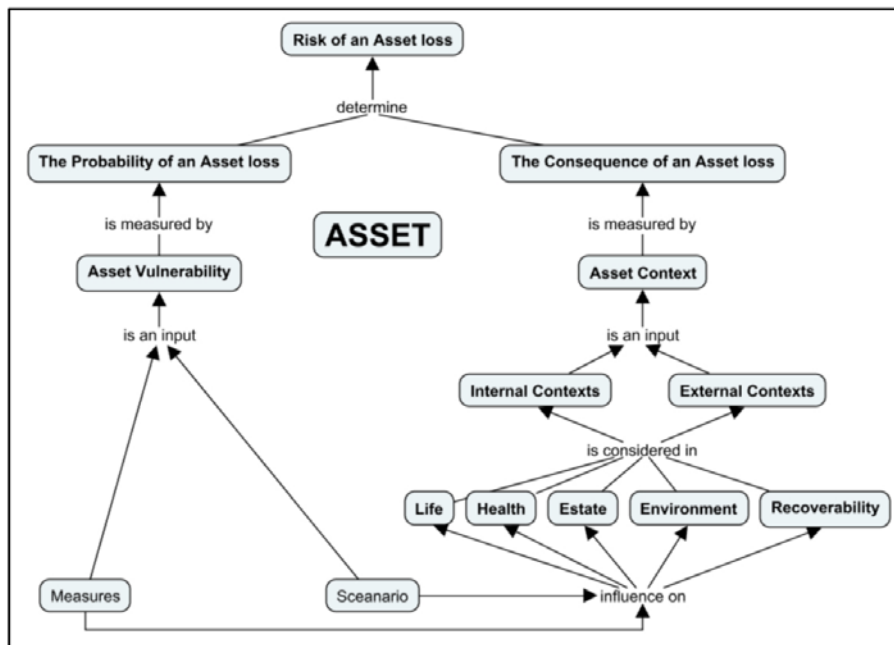 Risk of an Asset loss
determine
The Probability of an Asset loss
The Consequence of an Asset loss
is measured by
ASSET
is measured by
Asset Vulnerability
Asset Context
is an input
is an input
Internal Contexts
External Contexts
is considered in
Life
Health
Estate
Environment
Recoverability
Measures
Sceanario
influence on